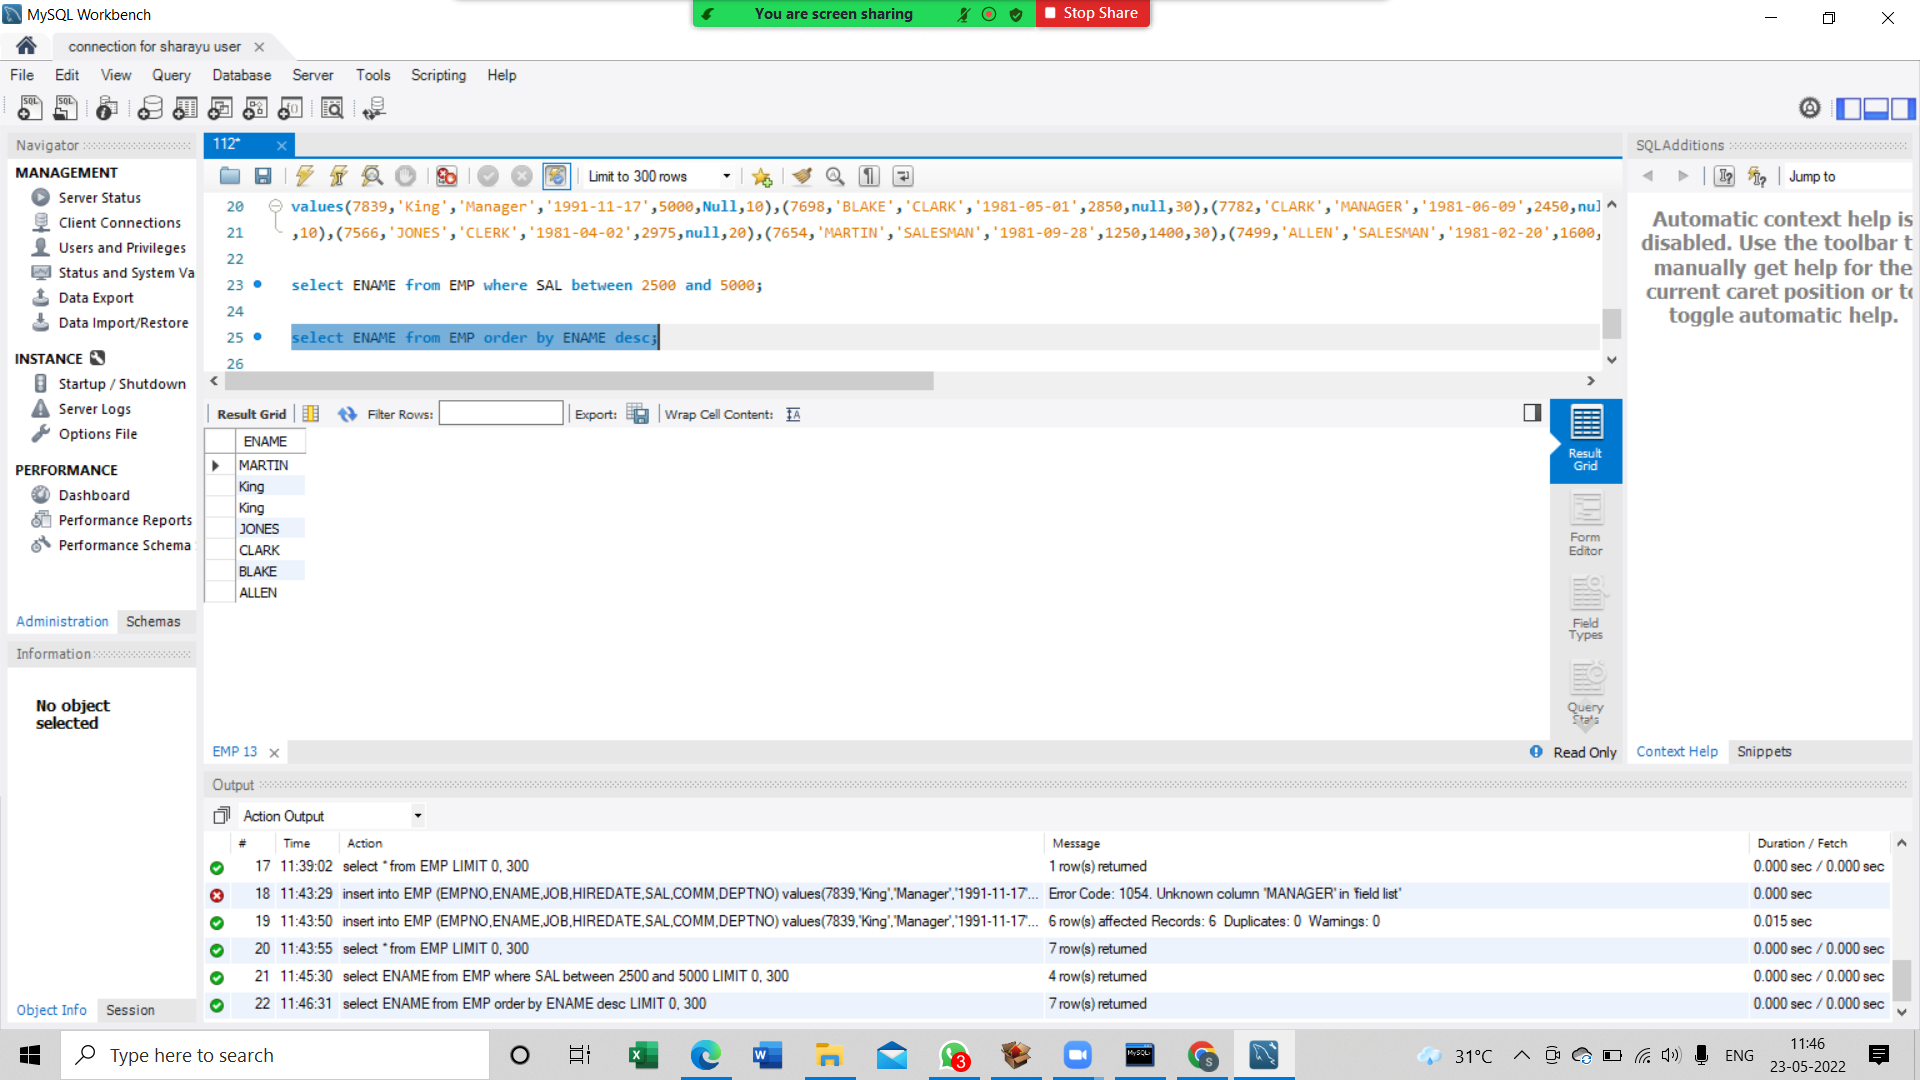 MySQL Workbench
You are screen sharing
Stop Share
connection for sharayu user
File Edit View Query Database Server Tools Scripting Help
Navigator
MANAGEMENT
Server Status
Client Connections
Users and Privileges
Status and System Va
Data Export
Data Import/Restore
INSTANCE
Startup / Shutdown
Server Logs
Options File
PERFORMANCE
Dashboard
Performance Reports
Performance Schema
Administration Schemas
Information
No object
selected
Object Info Session
112*
Limit to 300 rows
20 values(7839,'King','Manager','1991-11-17',5000,Null,10),(7698,'BLAKE','CLARK','1981-05-01',2850,null,30),(7782,'CLARK','MANAGER','1981-06-09',2450,nul
21 ,10),(7566,'JONES','CLERK','1981-04-02',2975,null,20),(7654,'MARTIN','SALESMAN','1981-09-28',1250,1400,30),(7499,'ALLEN','SALESMAN','1981-02-20',1600,
22
23 select ENAME from EMP where SAL between 2500 and 5000;
24
25 select ENAME from EMP order by ENAME desc;
26
Result Grid Filter Rows: Export: Wrap Cell Content:
ENAME
MARTIN
King
King
JONES
CLARK
BLAKE
ALLEN
Result
Grid
Form
Editor
Field
Types
Query
Stats
EMP 13
Read Only
SQLAdditions
Jump to
Automatic context help is
disabled. Use the toolbar t
manually get help for the
current caret position or to
toggle automatic help.
Context Help Snippets
Output
Action Output
# Time Action Message Duration / Fetch
17 11:39:02 select * from EMP LIMIT 0, 300 1 row(s) returned 0.000 sec / 0.000 sec
18 11:43:29 insert into EMP (EMPNO,ENAME,JOB,HIREDATE,SAL,COMM,DEPTNO) values(7839,'King','Manager','1991-11-17'... Error Code: 1054. Unknown column 'MANAGER' in 'field list' 0.000 sec
19 11:43:50 insert into EMP (EMPNO,ENAME,JOB,HIREDATE,SAL,COMM,DEPTNO) values(7839,'King','Manager','1991-11-17'... 6 row(s) affected Records: 6 Duplicates: 0 Warnings: 0 0.015 sec
20 11:43:55 select * from EMP LIMIT 0, 300 7 row(s) returned 0.000 sec / 0.000 sec
21 11:45:30 select ENAME from EMP where SAL between 2500 and 5000 LIMIT 0, 300 4 row(s) returned 0.000 sec / 0.000 sec
22 11:46:31 select ENAME from EMP order by ENAME desc LIMIT 0, 300 7 row(s) returned 0.000 sec / 0.000 sec
Type here to search
3
MySQL
S
31°C
ENG
11:46
23-05-2022